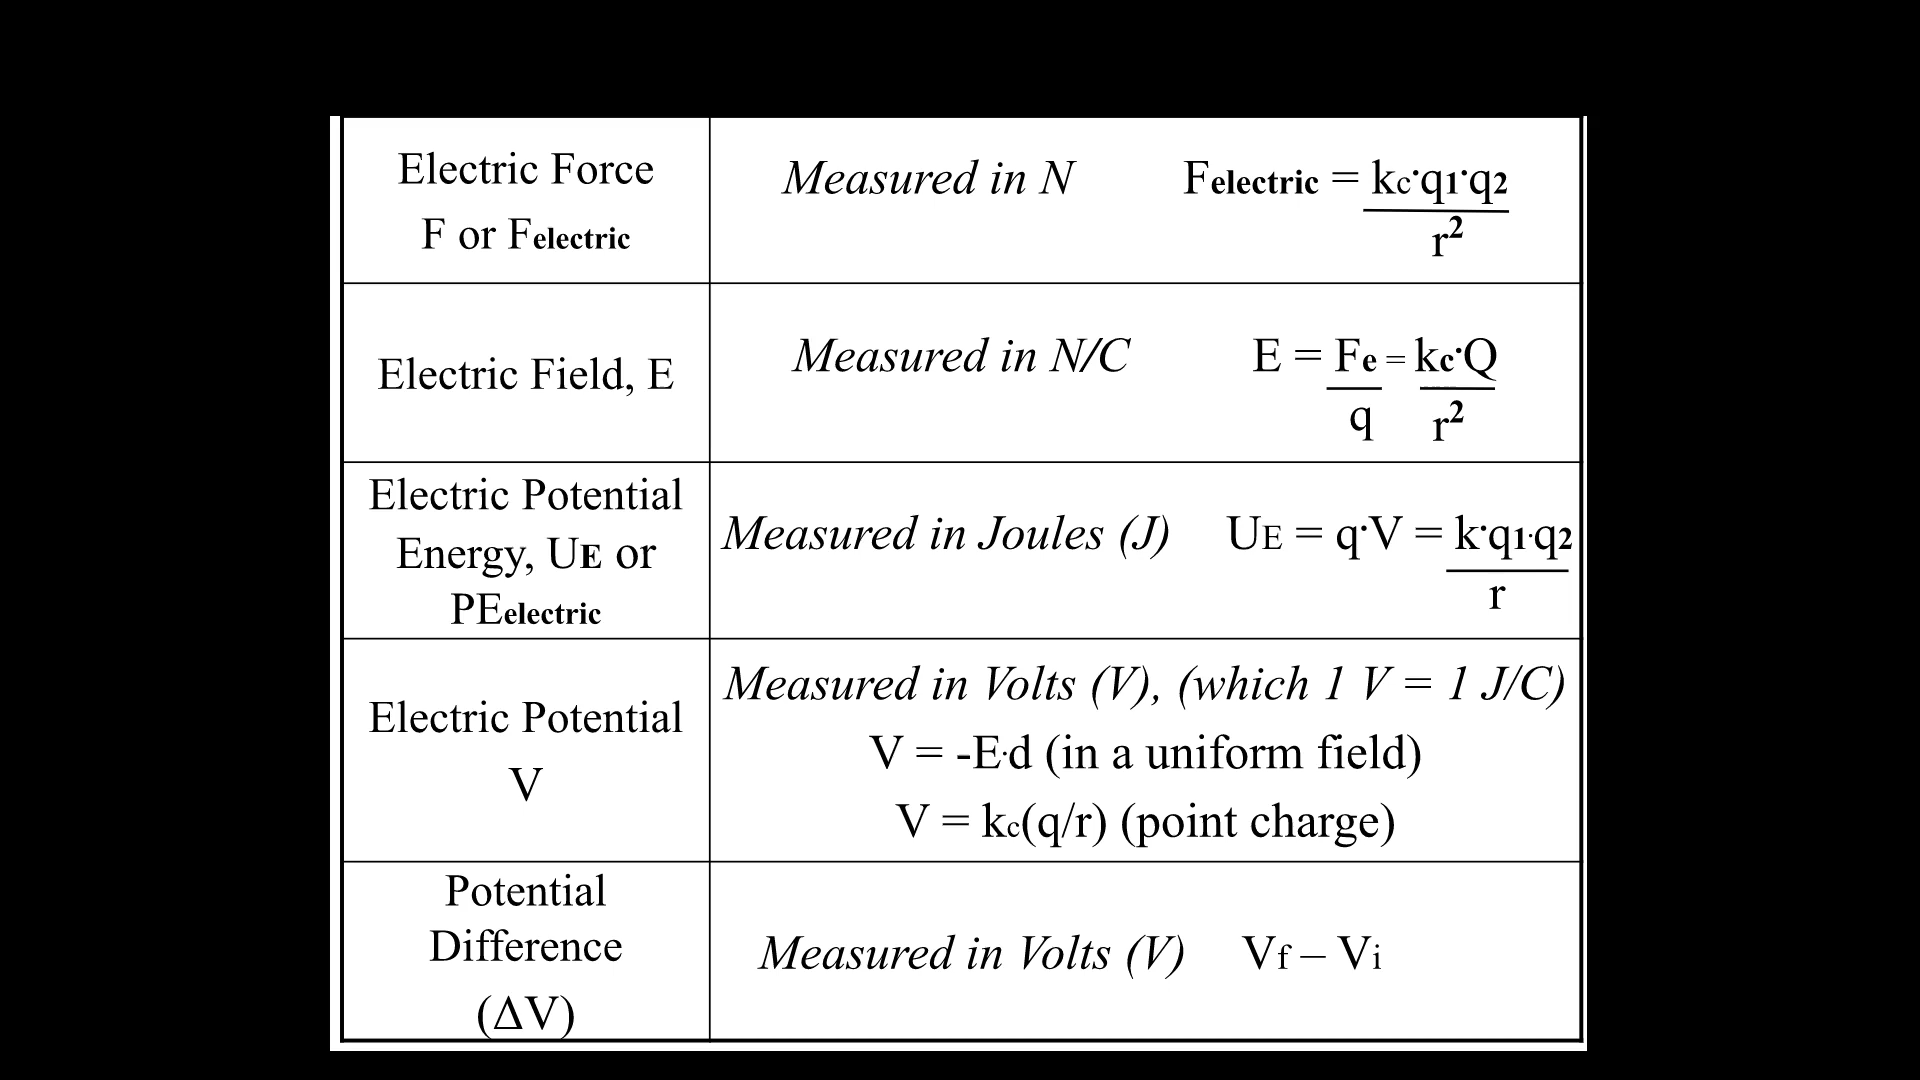 Electric Force
F or Felectric
Measured in N Felectric = kc·q1·q2
r²
Electric Field, E
Measured in N/C E = Fe = kc·Q
q r²
Electric Potential
Energy, UE or
PEelectric
Measured in Joules (J) UE = q·V = k·q1·q2
r
Electric Potential
V
Measured in Volts (V), (which 1 V = 1 J/C)
V = -E·d (in a uniform field)
V = kc(q/r) (point charge)
Potential
Difference
(ΔV)
Measured in Volts (V) Vf – Vi